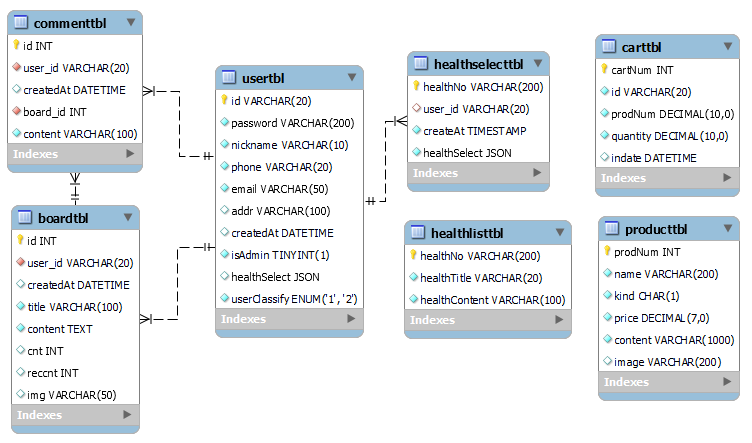 commenttbl
id INT
user_id VARCHAR(20)
createdAt DATETIME
board_id INT
content VARCHAR(100)
Indexes
boardtbl
id INT
user_id VARCHAR(20)
createdAt DATETIME
title VARCHAR(100)
content TEXT
cnt INT
reccnt INT
img VARCHAR(50)
Indexes
usertbl
id VARCHAR(20)
password VARCHAR(200)
nickname VARCHAR(10)
phone VARCHAR(20)
email VARCHAR(50)
addr VARCHAR(100)
createdAt DATETIME
isAdmin TINYINT(1)
healthSelect JSON
userClassify ENUM('1', '2')
Indexes
healthselecttbl
healthNo VARCHAR(200)
user_id VARCHAR(20)
createAt TIMESTAMP
healthSelect JSON
Indexes
healthlisttbl
healthNo VARCHAR(200)
healthTitle VARCHAR(20)
healthContent VARCHAR(100)
Indexes
carttbl
cartNum INT
id VARCHAR(20)
prodNum DECIMAL(10,0)
quantity DECIMAL(10,0)
indate DATETIME
Indexes
producttbl
prodNum INT
name VARCHAR(200)
kind CHAR(1)
price DECIMAL(7,0)
content VARCHAR(1000)
image VARCHAR(200)
Indexes